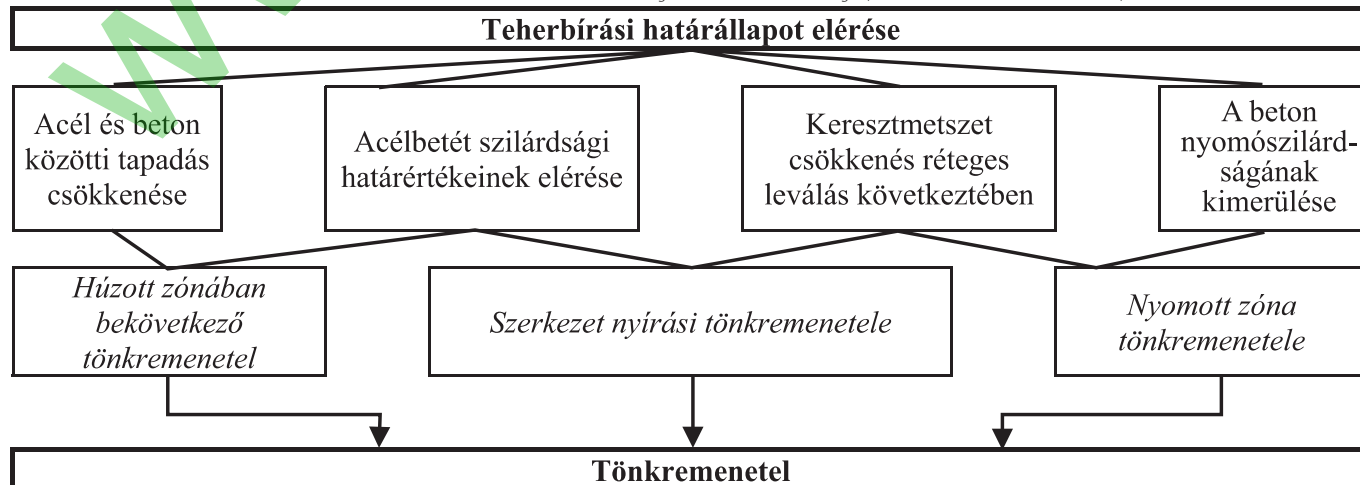 Teherbírási határállapot elérése
Acél és beton
közötti tapadás
csökkenése
Acélbetét szilárdsági
határértékeinek elérése
Keresztmetszet
csökkenés réteges
leválás következtében
A beton
nyomószilárd-
ságának
kimerülése
Húzott zónában
bekövetkező
tönkremenetel
Szerkezet nyírási tönkremenetele
Nyomott zóna
tönkremenetele
Tönkremenetel